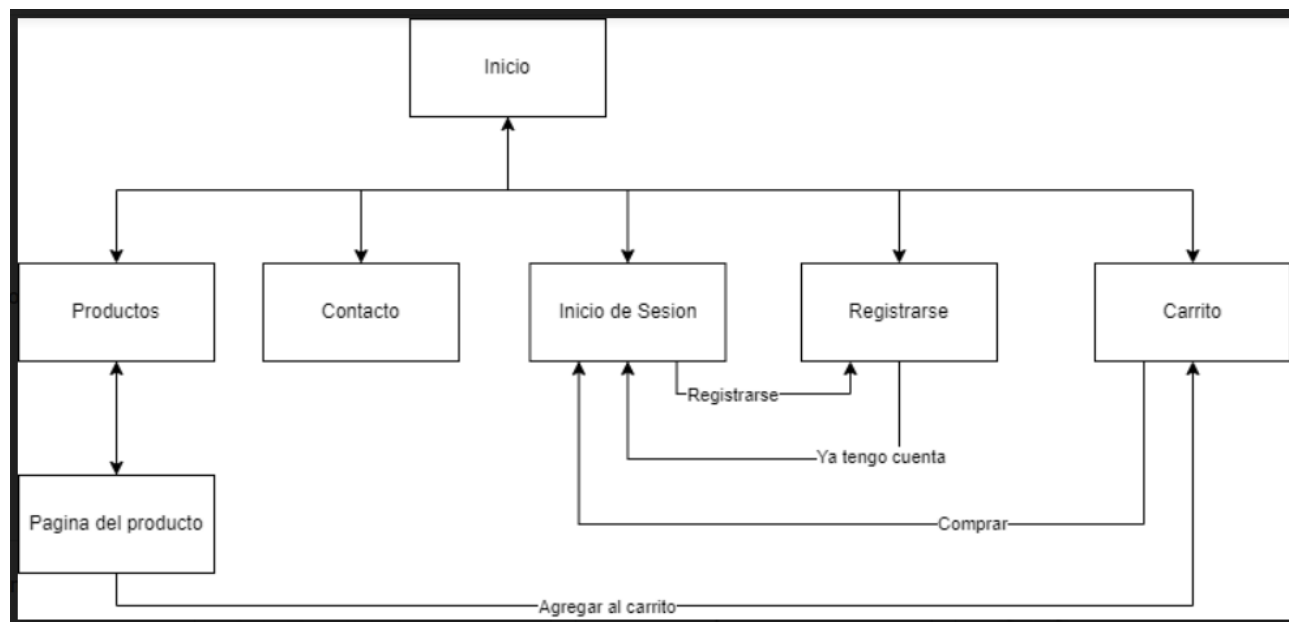 Inicio
Productos
Contacto
Inicio de Sesion
Registrarse
Carrito
Registrarse
Ya tengo cuenta
Pagina del producto
Comprar
Agregar al carrito